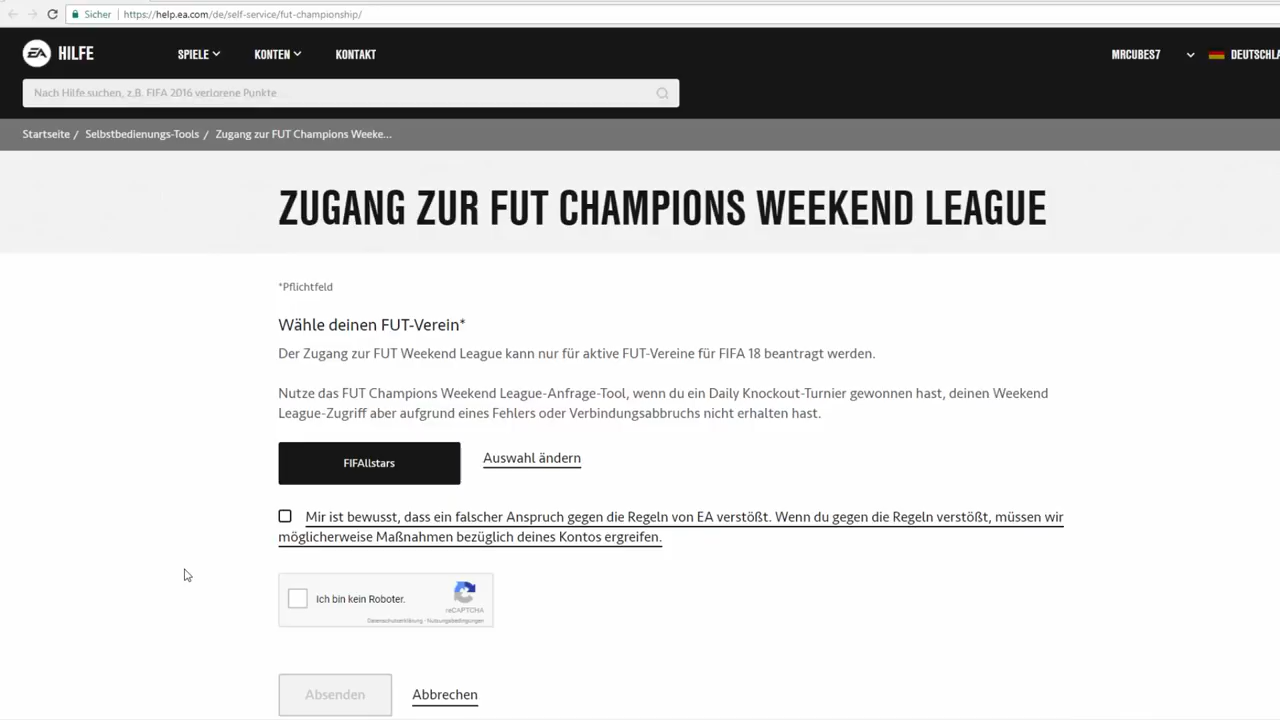 Sicher https://help.ea.com/de/self-service/fut-championship/
EA HILFE SPIELE KONTEN KONTAKT MRCUBES7 DEUTSCHLA
Nach Hilfe suchen, z.B. FIFA 2016 verlorene Punkte
Startseite / Selbstbedienungs-Tools / Zugang zur FUT Champions Weeke...
ZUGANG ZUR FUT CHAMPIONS WEEKEND LEAGUE
*Pflichtfeld
Wähle deinen FUT-Verein*
Der Zugang zur FUT Weekend League kann nur für aktive FUT-Vereine für FIFA 18 beantragt werden.
Nutze das FUT Champions Weekend League-Anfrage-Tool, wenn du ein Daily Knockout-Turnier gewonnen hast, deinen Weekend
League-Zugriff aber aufgrund eines Fehlers oder Verbindungsabbruchs nicht erhalten hast.
FIFAllstars Auswahl ändern
Mir ist bewusst, dass ein falscher Anspruch gegen die Regeln von EA verstößt. Wenn du gegen die Regeln verstößt, müssen wir
möglicherweise Maßnahmen bezüglich deines Kontos ergreifen.
Ich bin kein Roboter.
reCAPTCHA
Datenschutzerklärung - Nutzungsbedingungen
Absenden Abbrechen